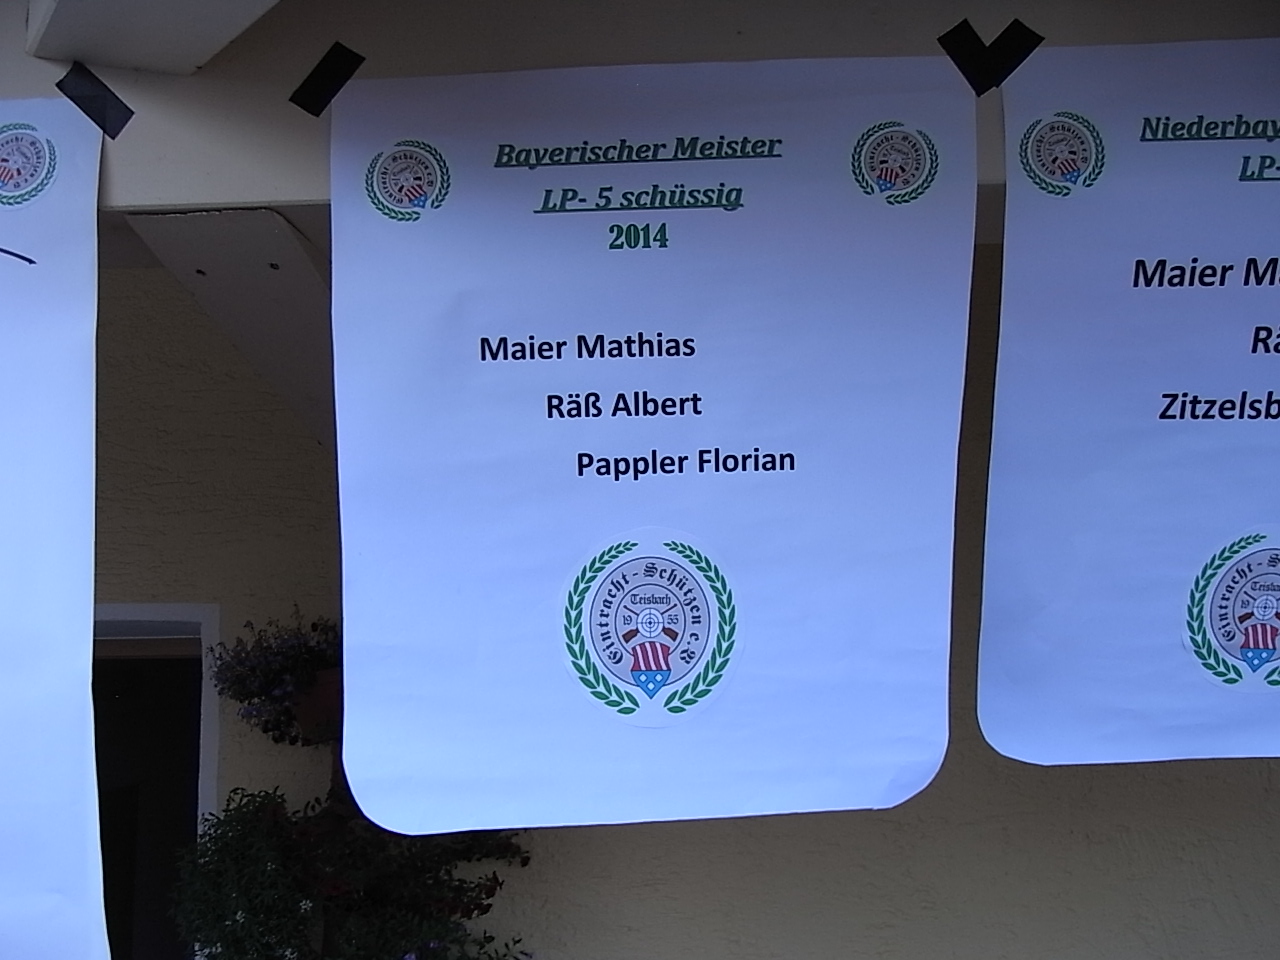 Bayerischer Meister
LP- 5 schüssig
2014
Maier Mathias
Räß Albert
Pappler Florian
Eintracht-Schützen e.V
Teisbach
19 55
Niederbay
LP-
Maier Ma
Rä
Zitzelsb